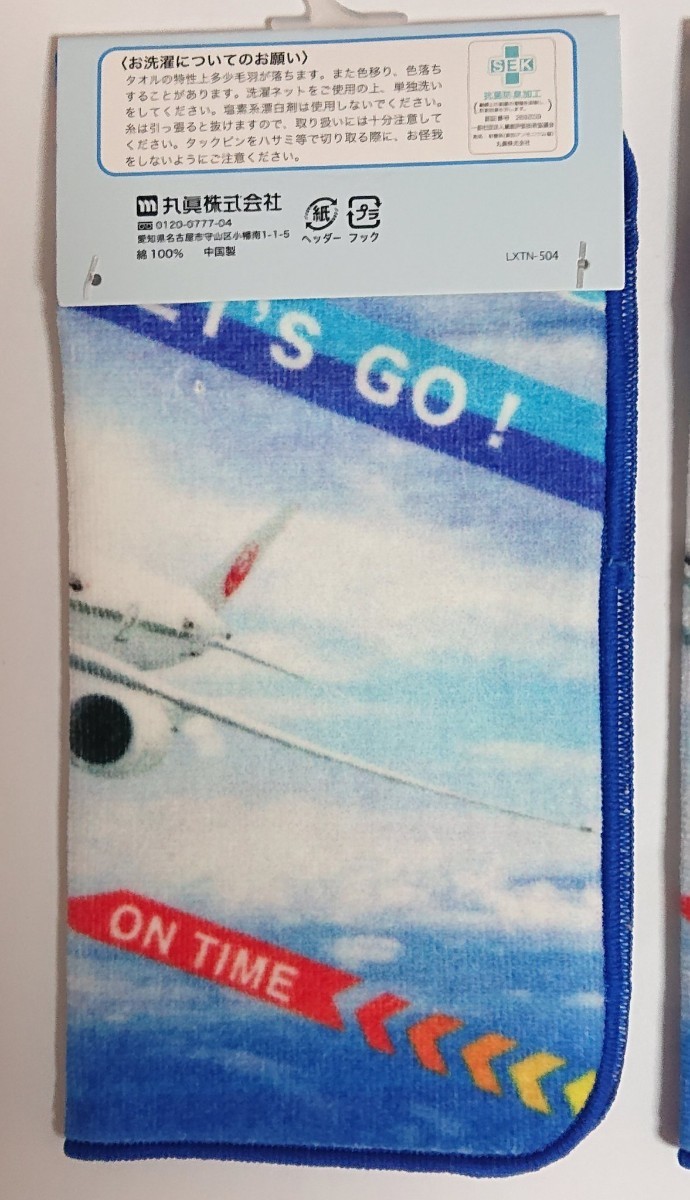 〈お洗濯についてのお願い〉
タオルの特性上多少毛羽が落ちます。また色移り、色落ち
することがあります。洗濯ネットをご使用の上、単独洗い
をしてください。塩素系漂白剤は使用しないでください。
糸は引っ張ると抜けますので、取り扱いには十分注意して
ください。タックピンをハサミ等で切り取る際に、お怪我
をしないようにご注意ください。
SEK
抗菌防臭加工
丸眞株式会社
丸眞株式会社
0120-0777-04
愛知県名古屋市守山区小幡南1-1-5
綿100% 中国製
紙
ヘッダー
プラ
フック
LXTN-504
'S GO!
ON TIME